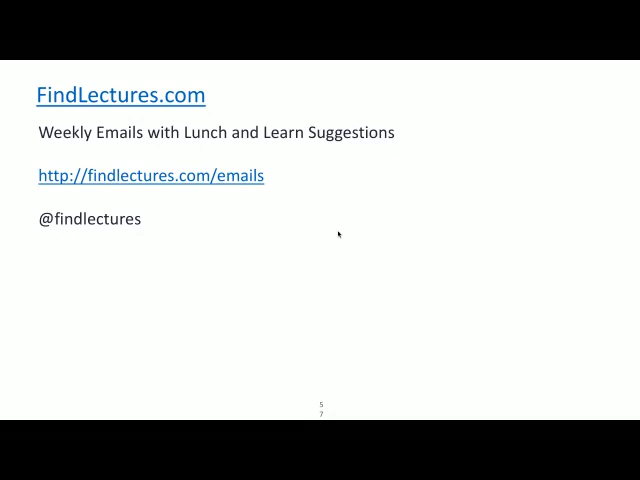 FindLectures.com
Weekly Emails with Lunch and Learn Suggestions
http://findlectures.com/emails
@findlectures
5
7